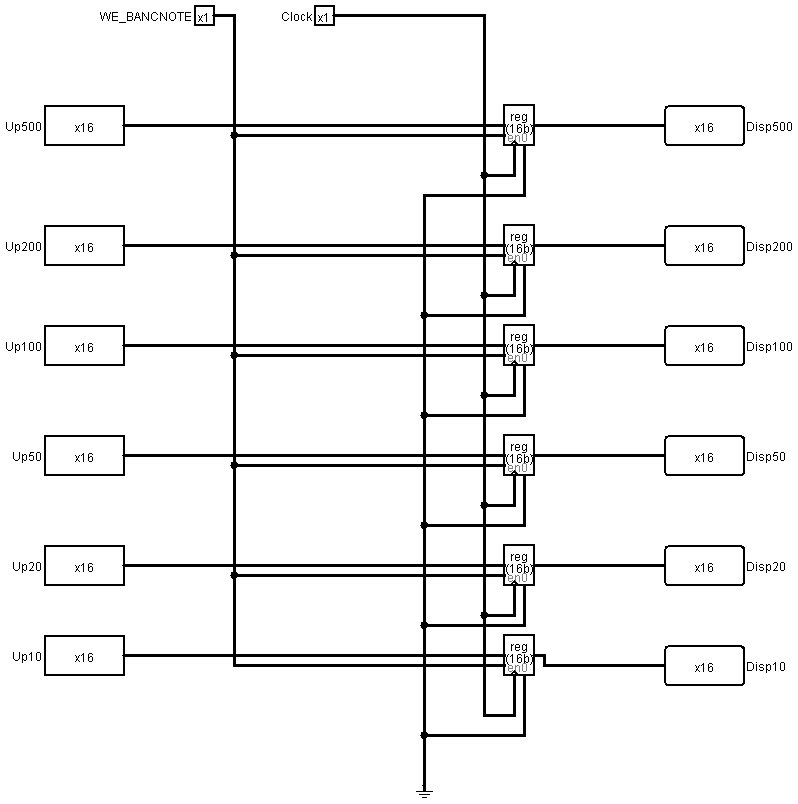 WE_BANCNOTE x1 Clock x1
Up500 x16 reg (16b) en0 x16 Disp500
Up200 x16 reg (16b) en0 x16 Disp200
Up100 x16 reg (16b) en0 x16 Disp100
Up50 x16 reg (16b) en0 x16 Disp50
Up20 x16 reg (16b) en0 x16 Disp20
Up10 x16 reg (16b) en0 x16 Disp10